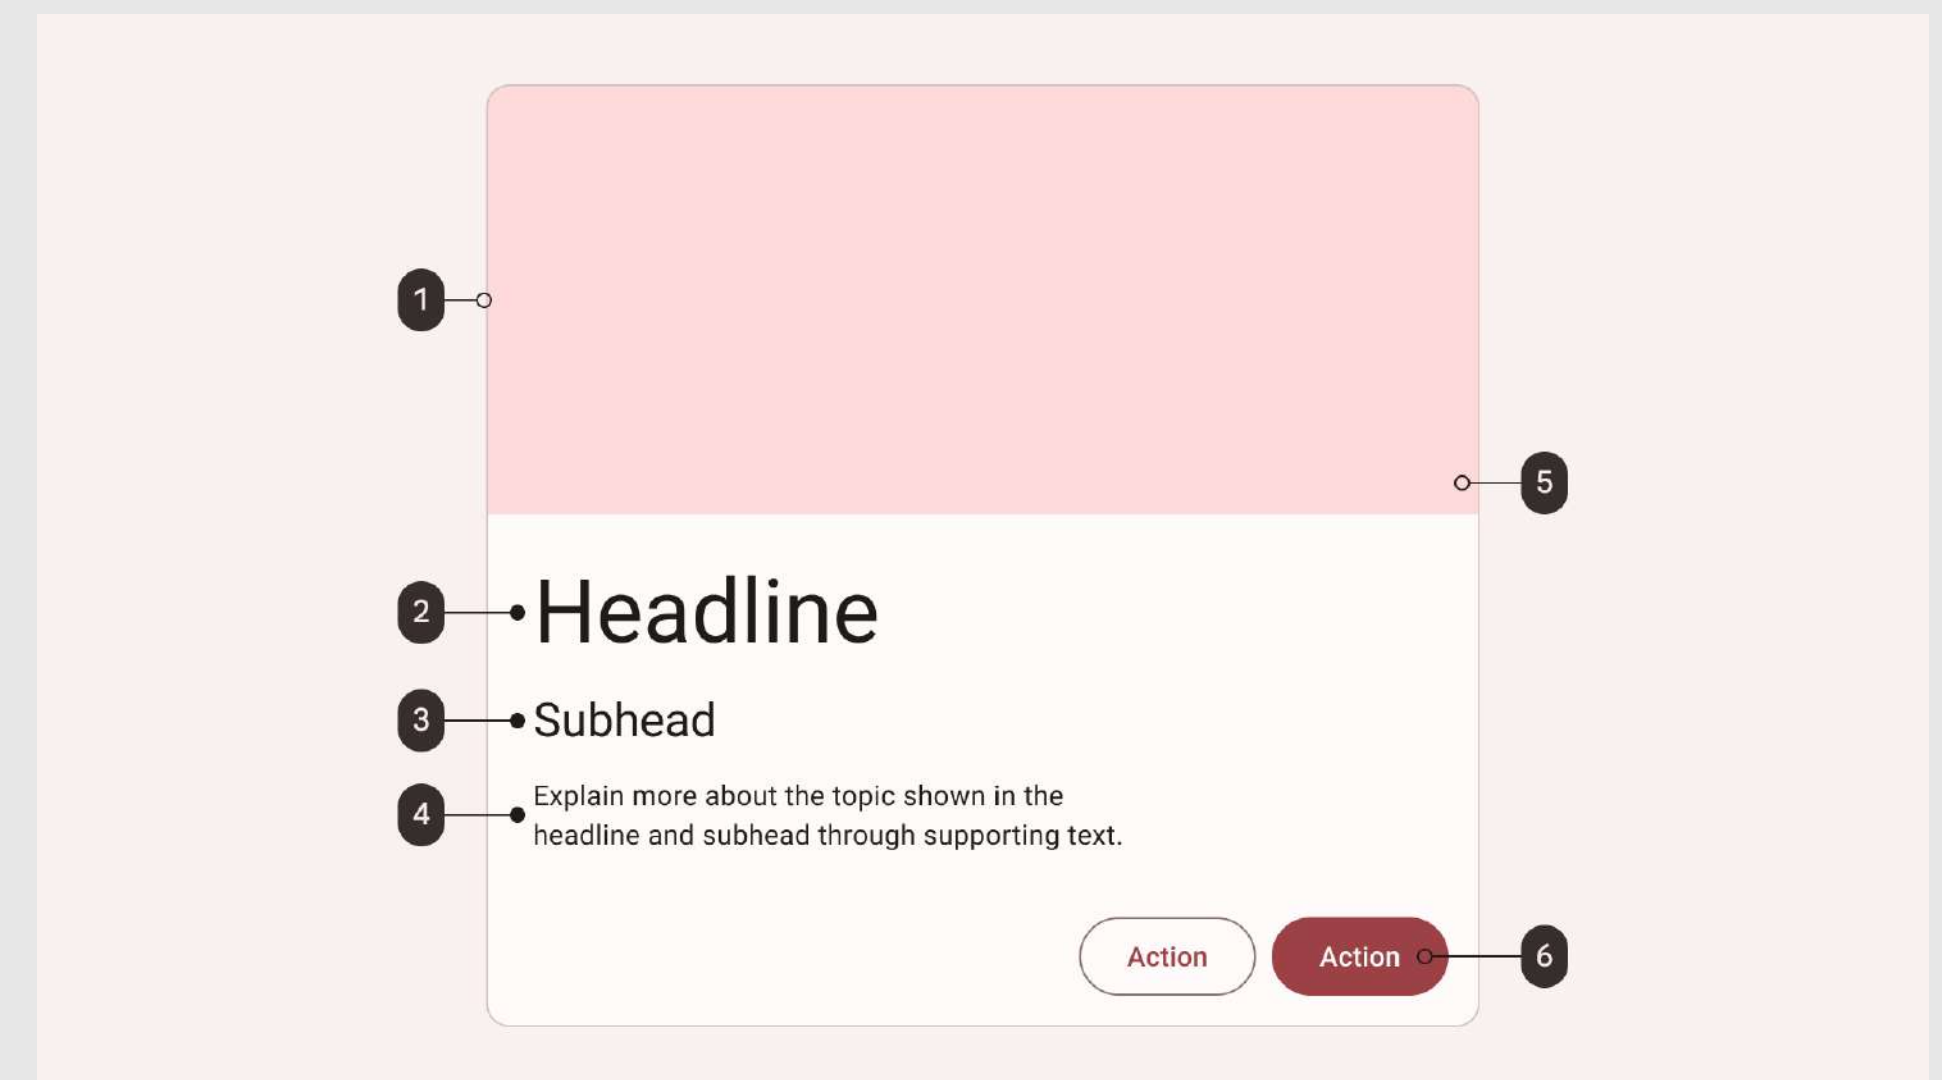 1
5
2
Headline
3
Subhead
4
Explain more about the topic shown in the
headline and subhead through supporting text.
Action
Action
6